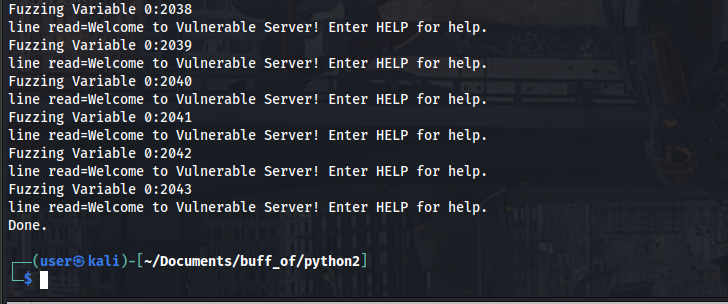 Fuzzing Variable 0:2038
line read=Welcome to Vulnerable Server! Enter HELP for help.
Fuzzing Variable 0:2039
line read=Welcome to Vulnerable Server! Enter HELP for help.
Fuzzing Variable 0:2040
line read=Welcome to Vulnerable Server! Enter HELP for help.
Fuzzing Variable 0:2041
line read=Welcome to Vulnerable Server! Enter HELP for help.
Fuzzing Variable 0:2042
line read=Welcome to Vulnerable Server! Enter HELP for help.
Fuzzing Variable 0:2043
line read=Welcome to Vulnerable Server! Enter HELP for help.
Done.
┌──(user㉿kali)-[~/Documents/buff_of/python2]
└─$